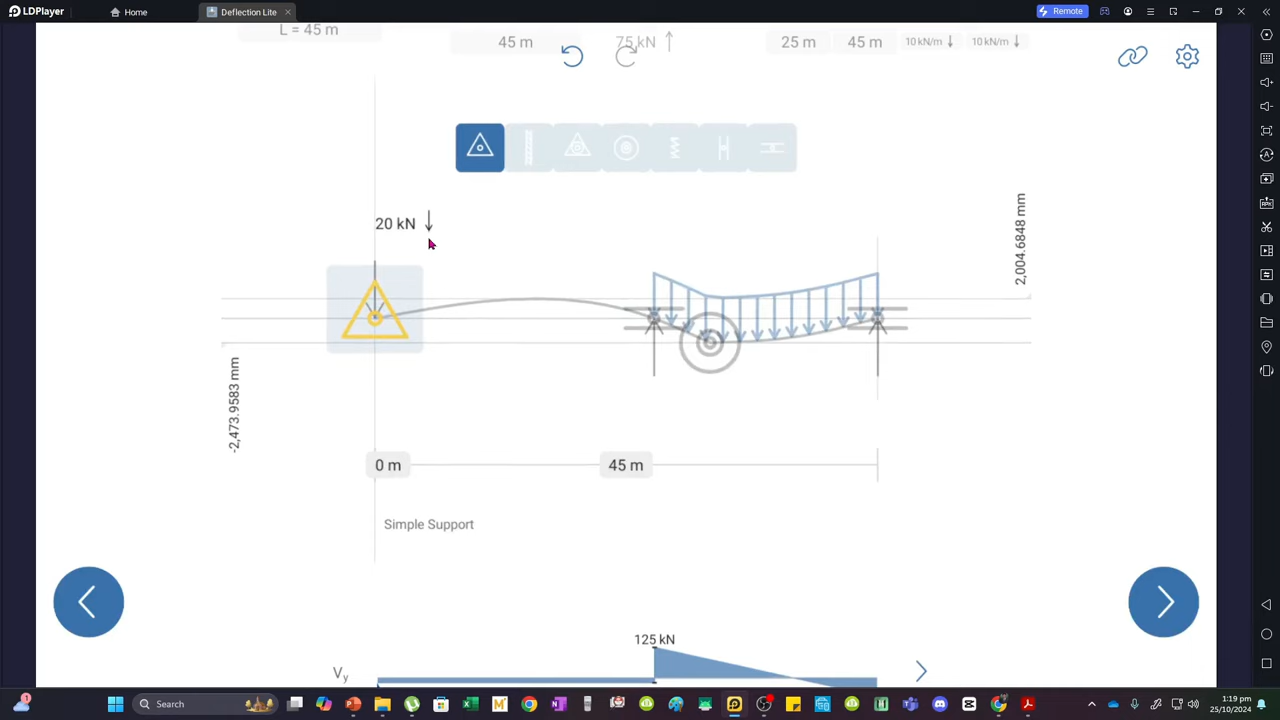 LDPlayer
Home
Deflection Lite
Remote
L = 45 m
45 m
75 kN
25 m
45 m
10 kN/m
10 kN/m
20 kN
2,004.6848 mm
-2,473.9583 mm
0 m
45 m
Simple Support
125 kN
Vy
1
Search
1:19 pm
25/10/2024